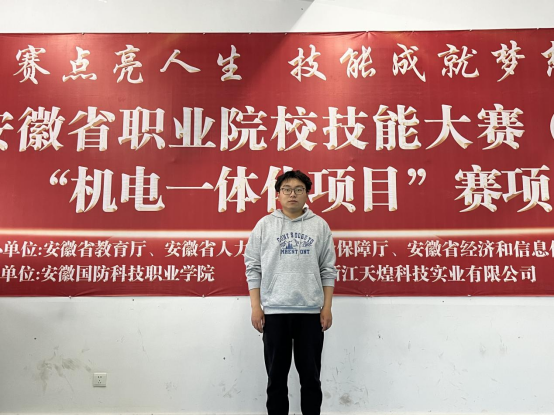 赛点亮人生 技能成就梦
安徽省职业院校技能大赛（
“机电一体化项目”赛项
办单位:安徽省教育厅、安徽省人力 保障厅、安徽省经济和信息化
单位:安徽国防科技职业学院 浙江天煌科技实业有限公司